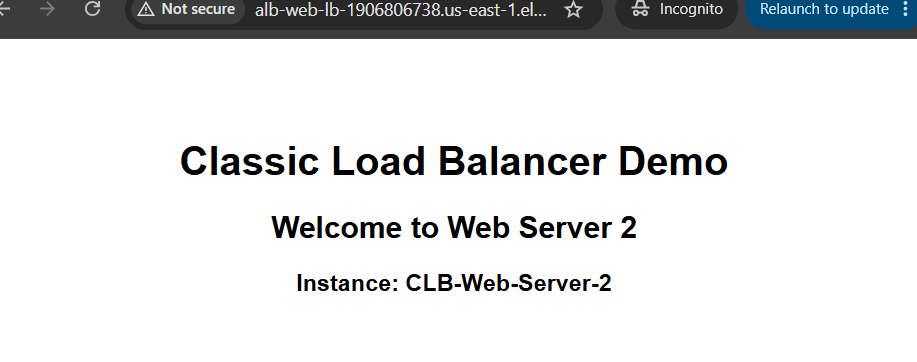 Not secure alb-web-lb-1906806738.us-east-1.el... Incognito Relaunch to update
Classic Load Balancer Demo
Welcome to Web Server 2
Instance: CLB-Web-Server-2